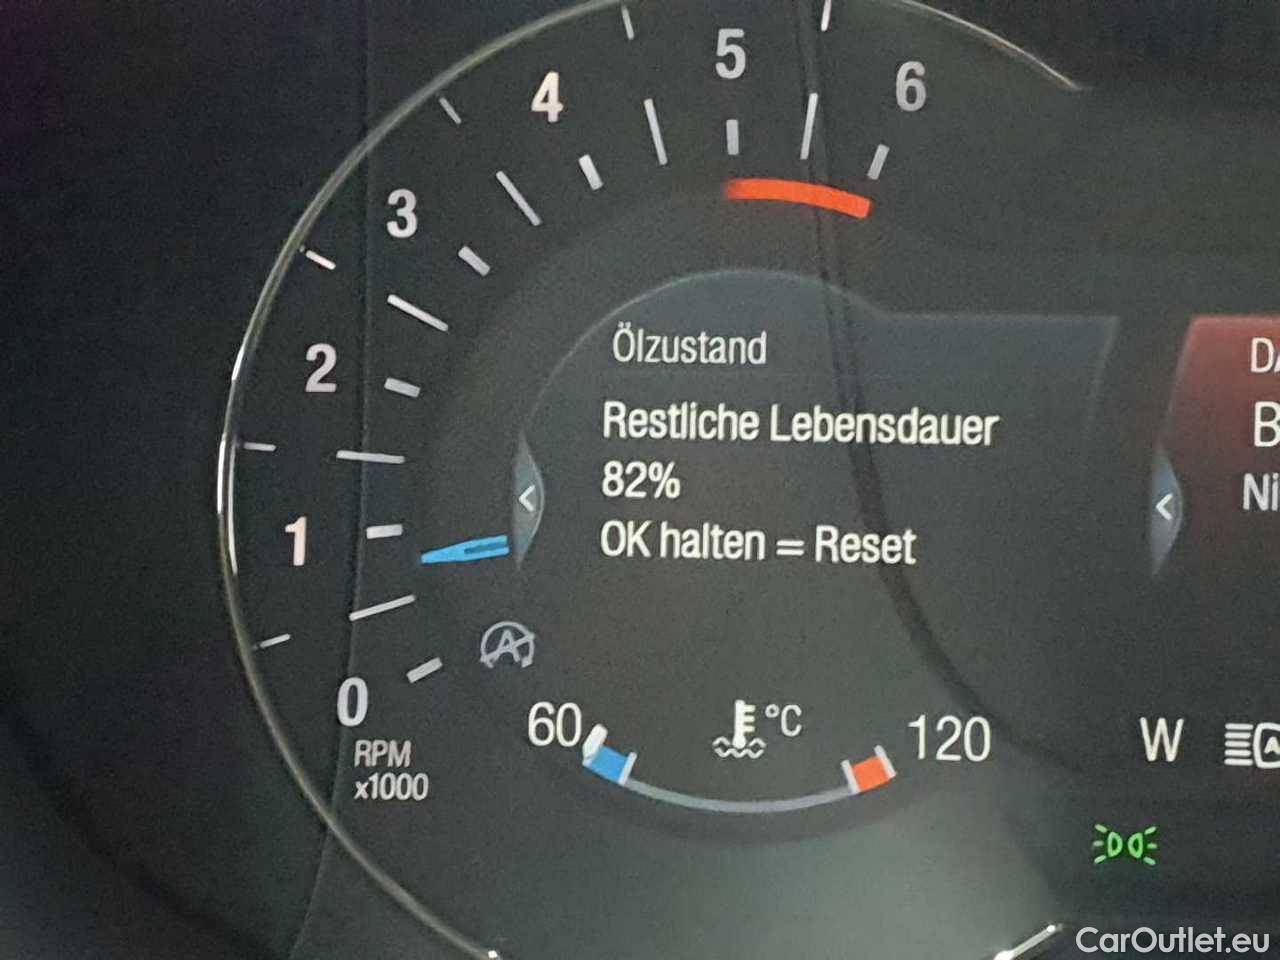 5
6
4
3
2
1
0
RPM
x1000
Ölzustand
Restliche Lebensdauer
82%
OK halten = Reset
60
°C
120
W
CarOutlet.eu